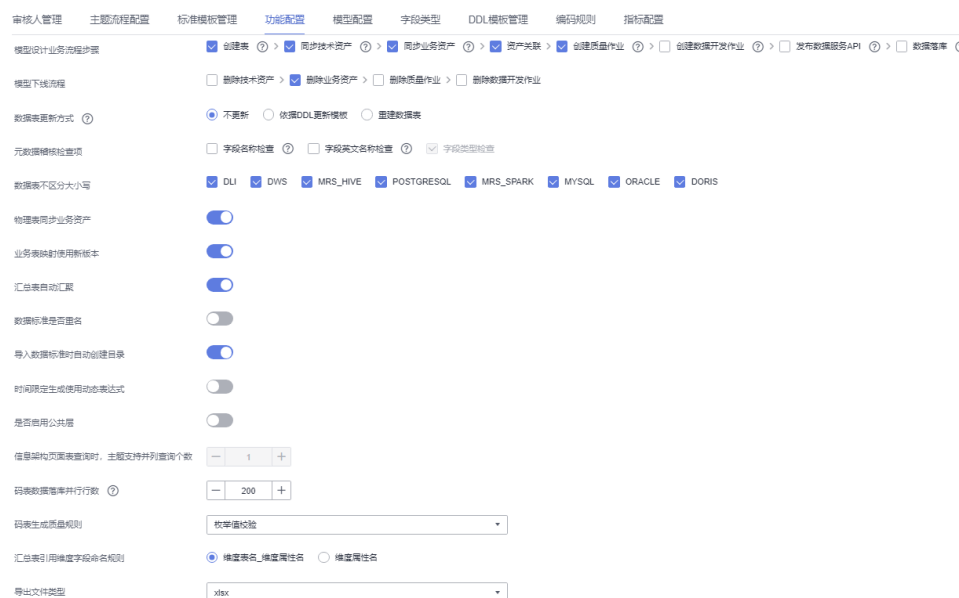 审核人管理 主题流程配置 标准模板管理 功能配置 模型配置 字段类型 DDL模板管理 编码规则 指标配置
模型设计业务流程步骤 创建表 ? > 同步技术资产 ? > 同步业务资产 ? > 资产关联 > 创建质量作业 ? > 创建数据开发作业 ? > 发布数据服务API ? > 数据落库
模型下线流程 删除技术资产 > 删除业务资产 > 删除质量作业 > 删除数据开发作业
数据表更新方式 ? 不更新 依据DDL更新模板 重建数据表
元数据稽核检查项 字段名称检查 ? 字段英文名称检查 ? 字段类型检查
数据表不区分大小写 DLI DWS MRS_HIVE POSTGRESQL MRS_SPARK MYSQL ORACLE DORIS
物理表同步业务资产
业务表映射使用新版本
汇总表自动汇聚
数据标准是否重名
导入数据标准时自动创建目录
时间限定生成使用动态表达式
是否启用公共层
信息架构页面表查询时，主题支持并列查询个数 − 1 +
码表数据落库并行行数 ? − 200 +
码表生成质量规则 枚举值校验
汇总表引用维度字段命名规则 维度表名_维度属性名 维度属性名
导出文件类型 xlsx